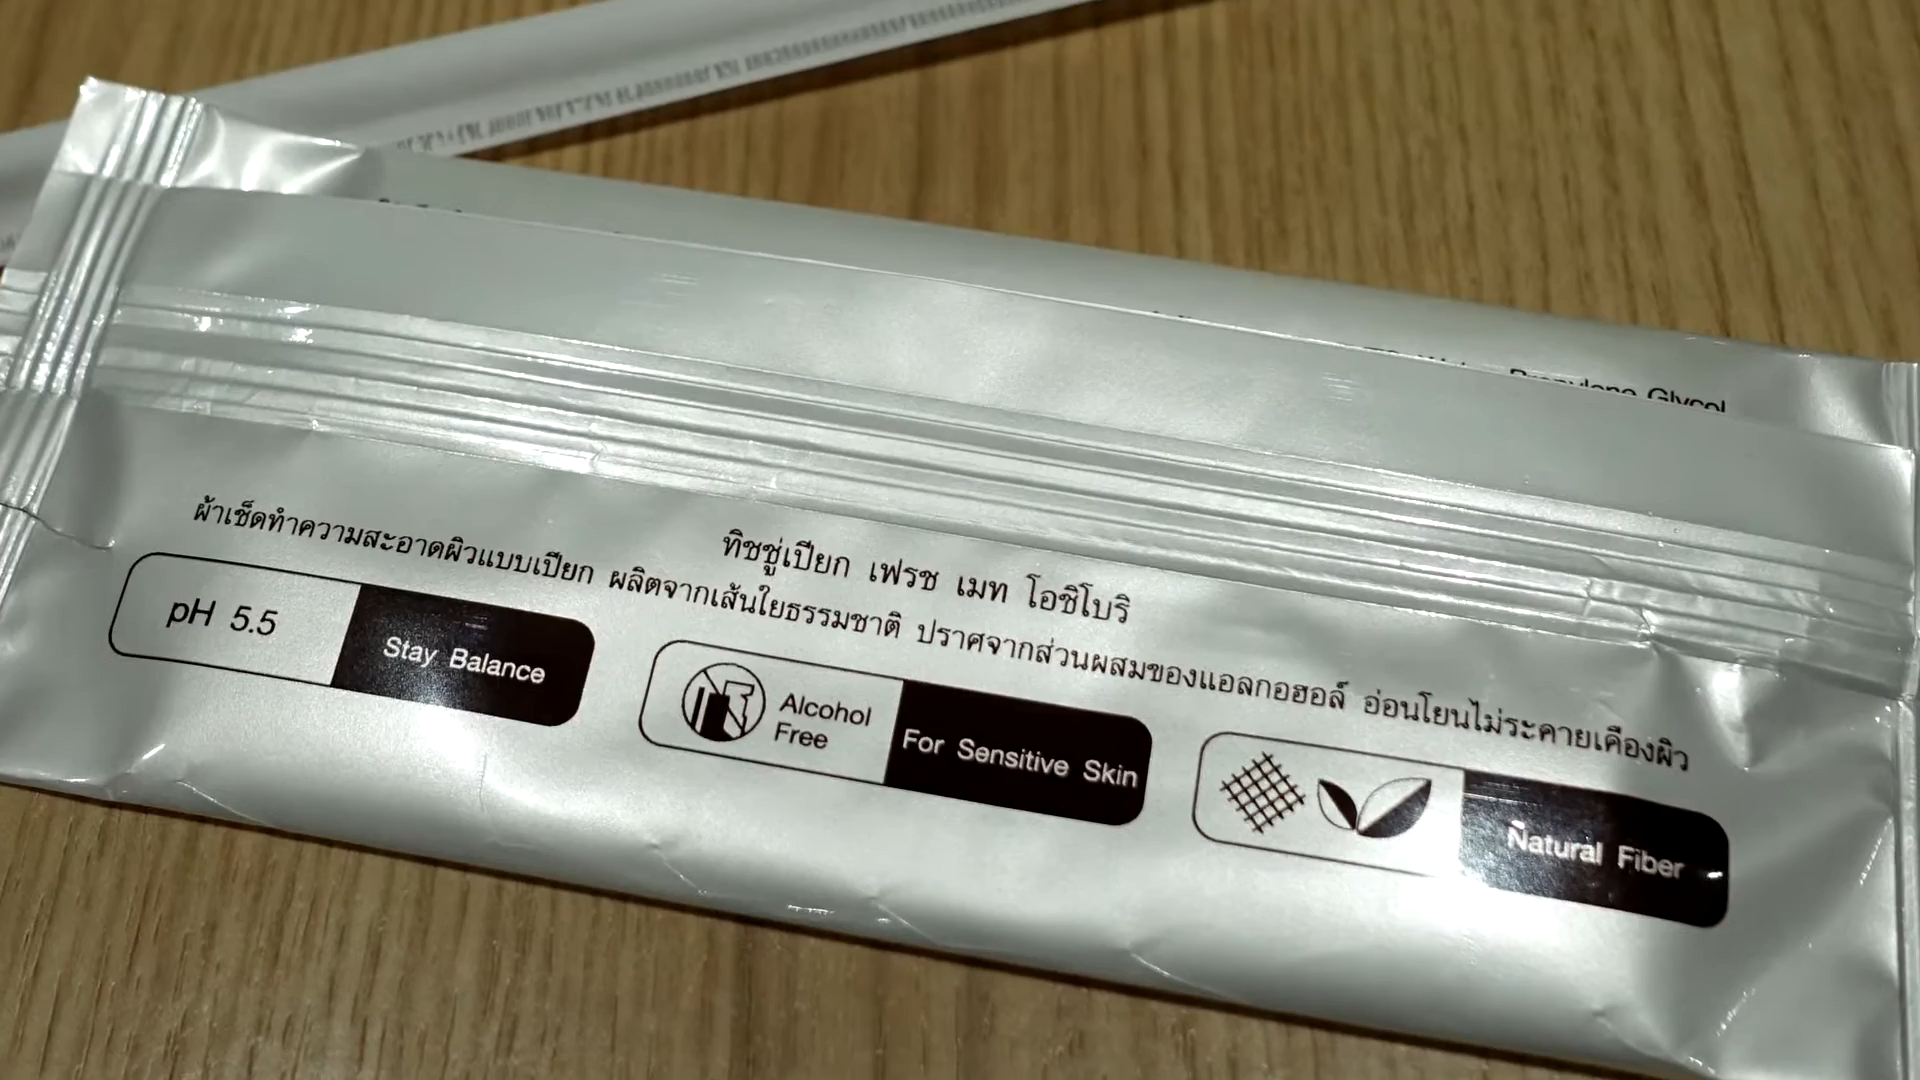 Propylene Glycol
ทิชชู่เปียก เฟรช เมท โอชิโบริ
ผ้าเช็ดทำความสะอาดผิวแบบเปียก ผลิตจากเส้นใยธรรมชาติ ปราศจากส่วนผสมของแอลกอฮอล์ อ่อนโยนไม่ระคายเคืองผิว
pH 5.5
Stay Balance
Alcohol
Free
For Sensitive Skin
Natural Fiber